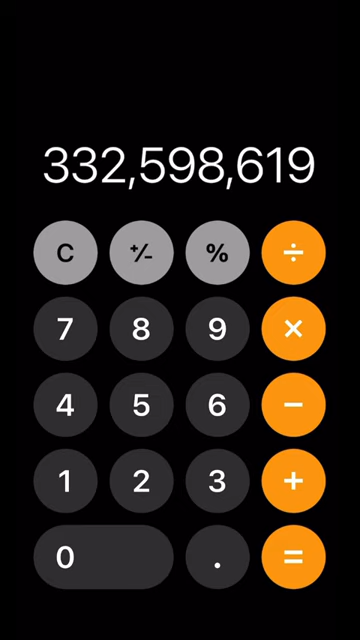 332,598,619
C +/- % ÷
7 8 9 ×
4 5 6 −
1 2 3 +
0 . =